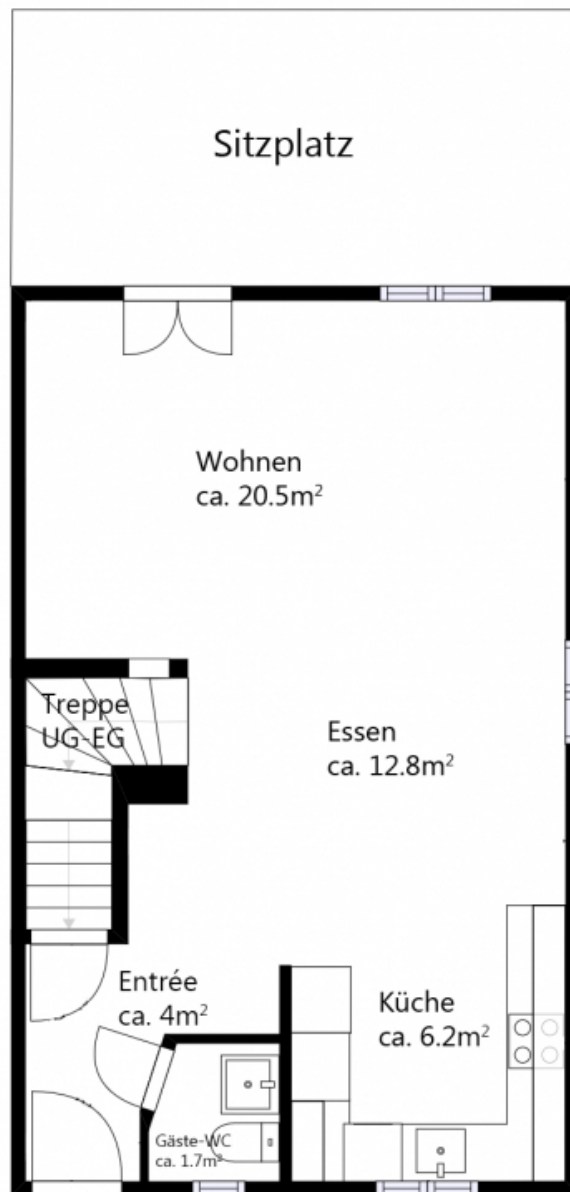 Sitzplatz
Wohnen
ca. 20.5m²
Treppe
UG-EG
Essen
ca. 12.8m²
Entrée
ca. 4m²
Küche
ca. 6.2m²
Gäste-WC
ca. 1.7m²